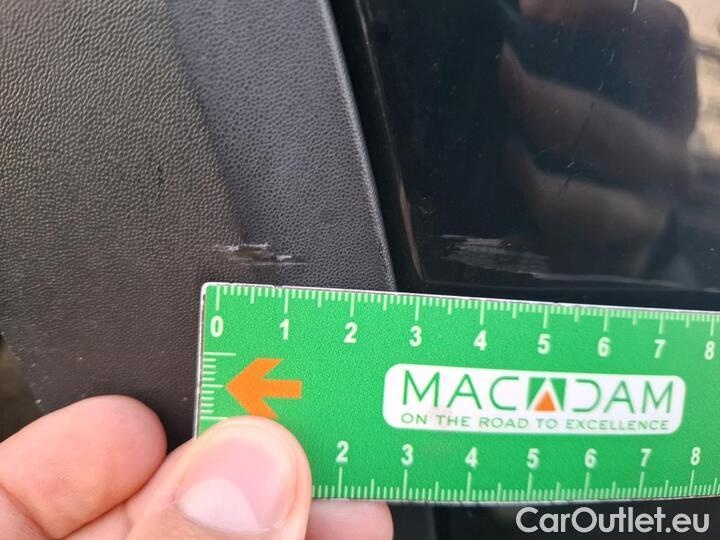 0 1 2 3 4 5 6 7 8
MACADAM
ON THE ROAD TO EXCELLENCE
2 3 4 5 6 7 8
CarOutlet.eu